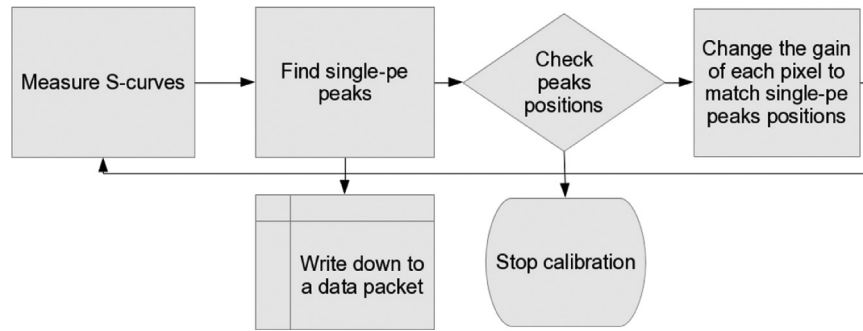 Measure S-curves
Find single-pe
peaks
Check
peaks
positions
Change the gain
of each pixel to
match single-pe
peaks positions
Write down to
a data packet
Stop calibration